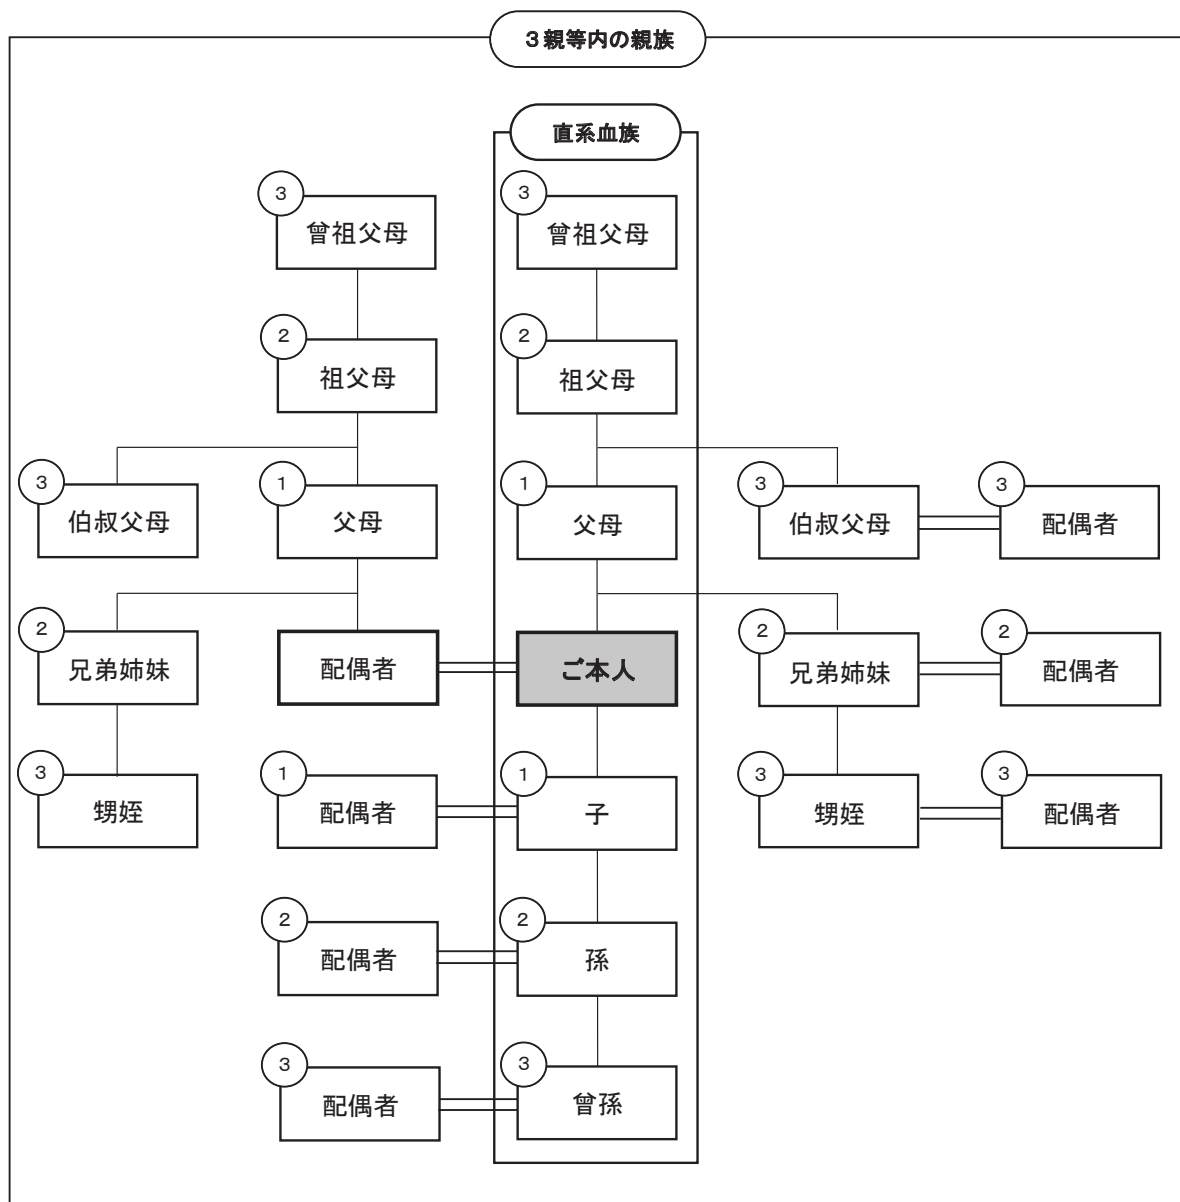 3親等内の親族
直系血族
3
曾祖父母
3
曾祖父母
2
祖父母
2
祖父母
3
伯叔父母
1
父母
1
父母
3
伯叔父母
3
配偶者
2
兄弟姉妹
配偶者
ご本人
2
兄弟姉妹
2
配偶者
3
甥姪
1
配偶者
1
子
3
甥姪
3
配偶者
2
配偶者
2
孫
3
配偶者
3
曾孫